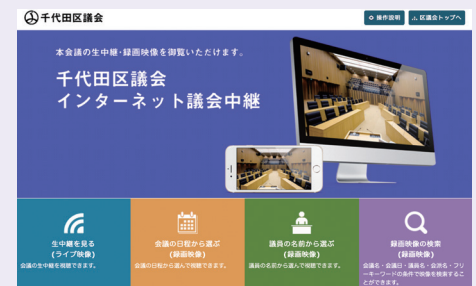 千代田区議会
操作説明
区議会トップへ
本会議の生中継・録画映像を御覧いただけます。
千代田区議会
インターネット議会中継
生中継を見る
(ライブ映像)
会議の生中継を視聴できます。
会議の日程から選ぶ
(録画映像)
会議の日程から選んで視聴できます。
議員の名前から選ぶ
(録画映像)
議員の名前から選んで視聴できます。
録画映像の検索
(録画映像)
会議名・会議日・議員名・会派名・フリ
ーキーワードの条件で映像を検索するこ
とができます。